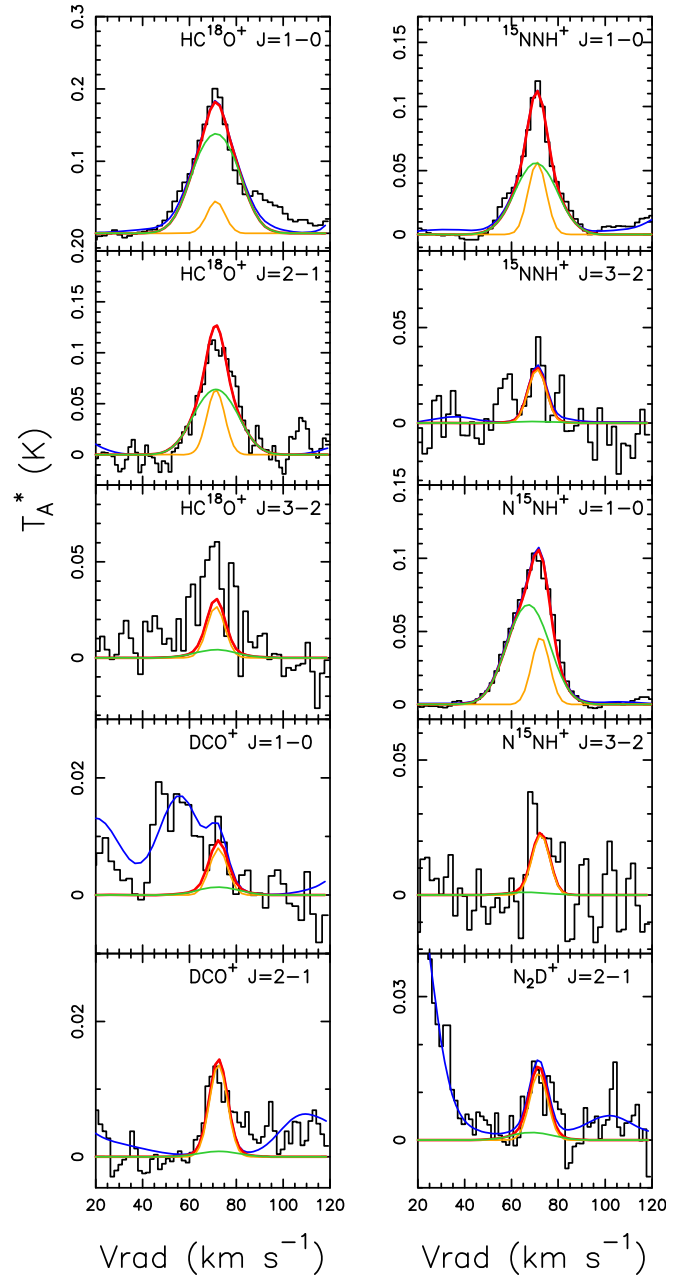 HC¹⁸O⁺ J=1−0
0.3
0.2
0.1
0
¹⁵NNH⁺ J=1−0
0.15
0.1
0.05
0
HC¹⁸O⁺ J=2−1
0.20
0.15
0.1
0.05
0
¹⁵NNH⁺ J=3−2
0.05
0
T_A* (K)
HC¹⁸O⁺ J=3−2
0.05
0
N¹⁵NH⁺ J=1−0
0.15
0.1
0.05
0
DCO⁺ J=1−0
0.02
0
N¹⁵NH⁺ J=3−2
0.05
0
DCO⁺ J=2−1
0.02
0
N₂D⁺ J=2−1
0.03
0
20 40 60 80 100 120
20 40 60 80 100 120
Vrad (km s⁻¹)
Vrad (km s⁻¹)